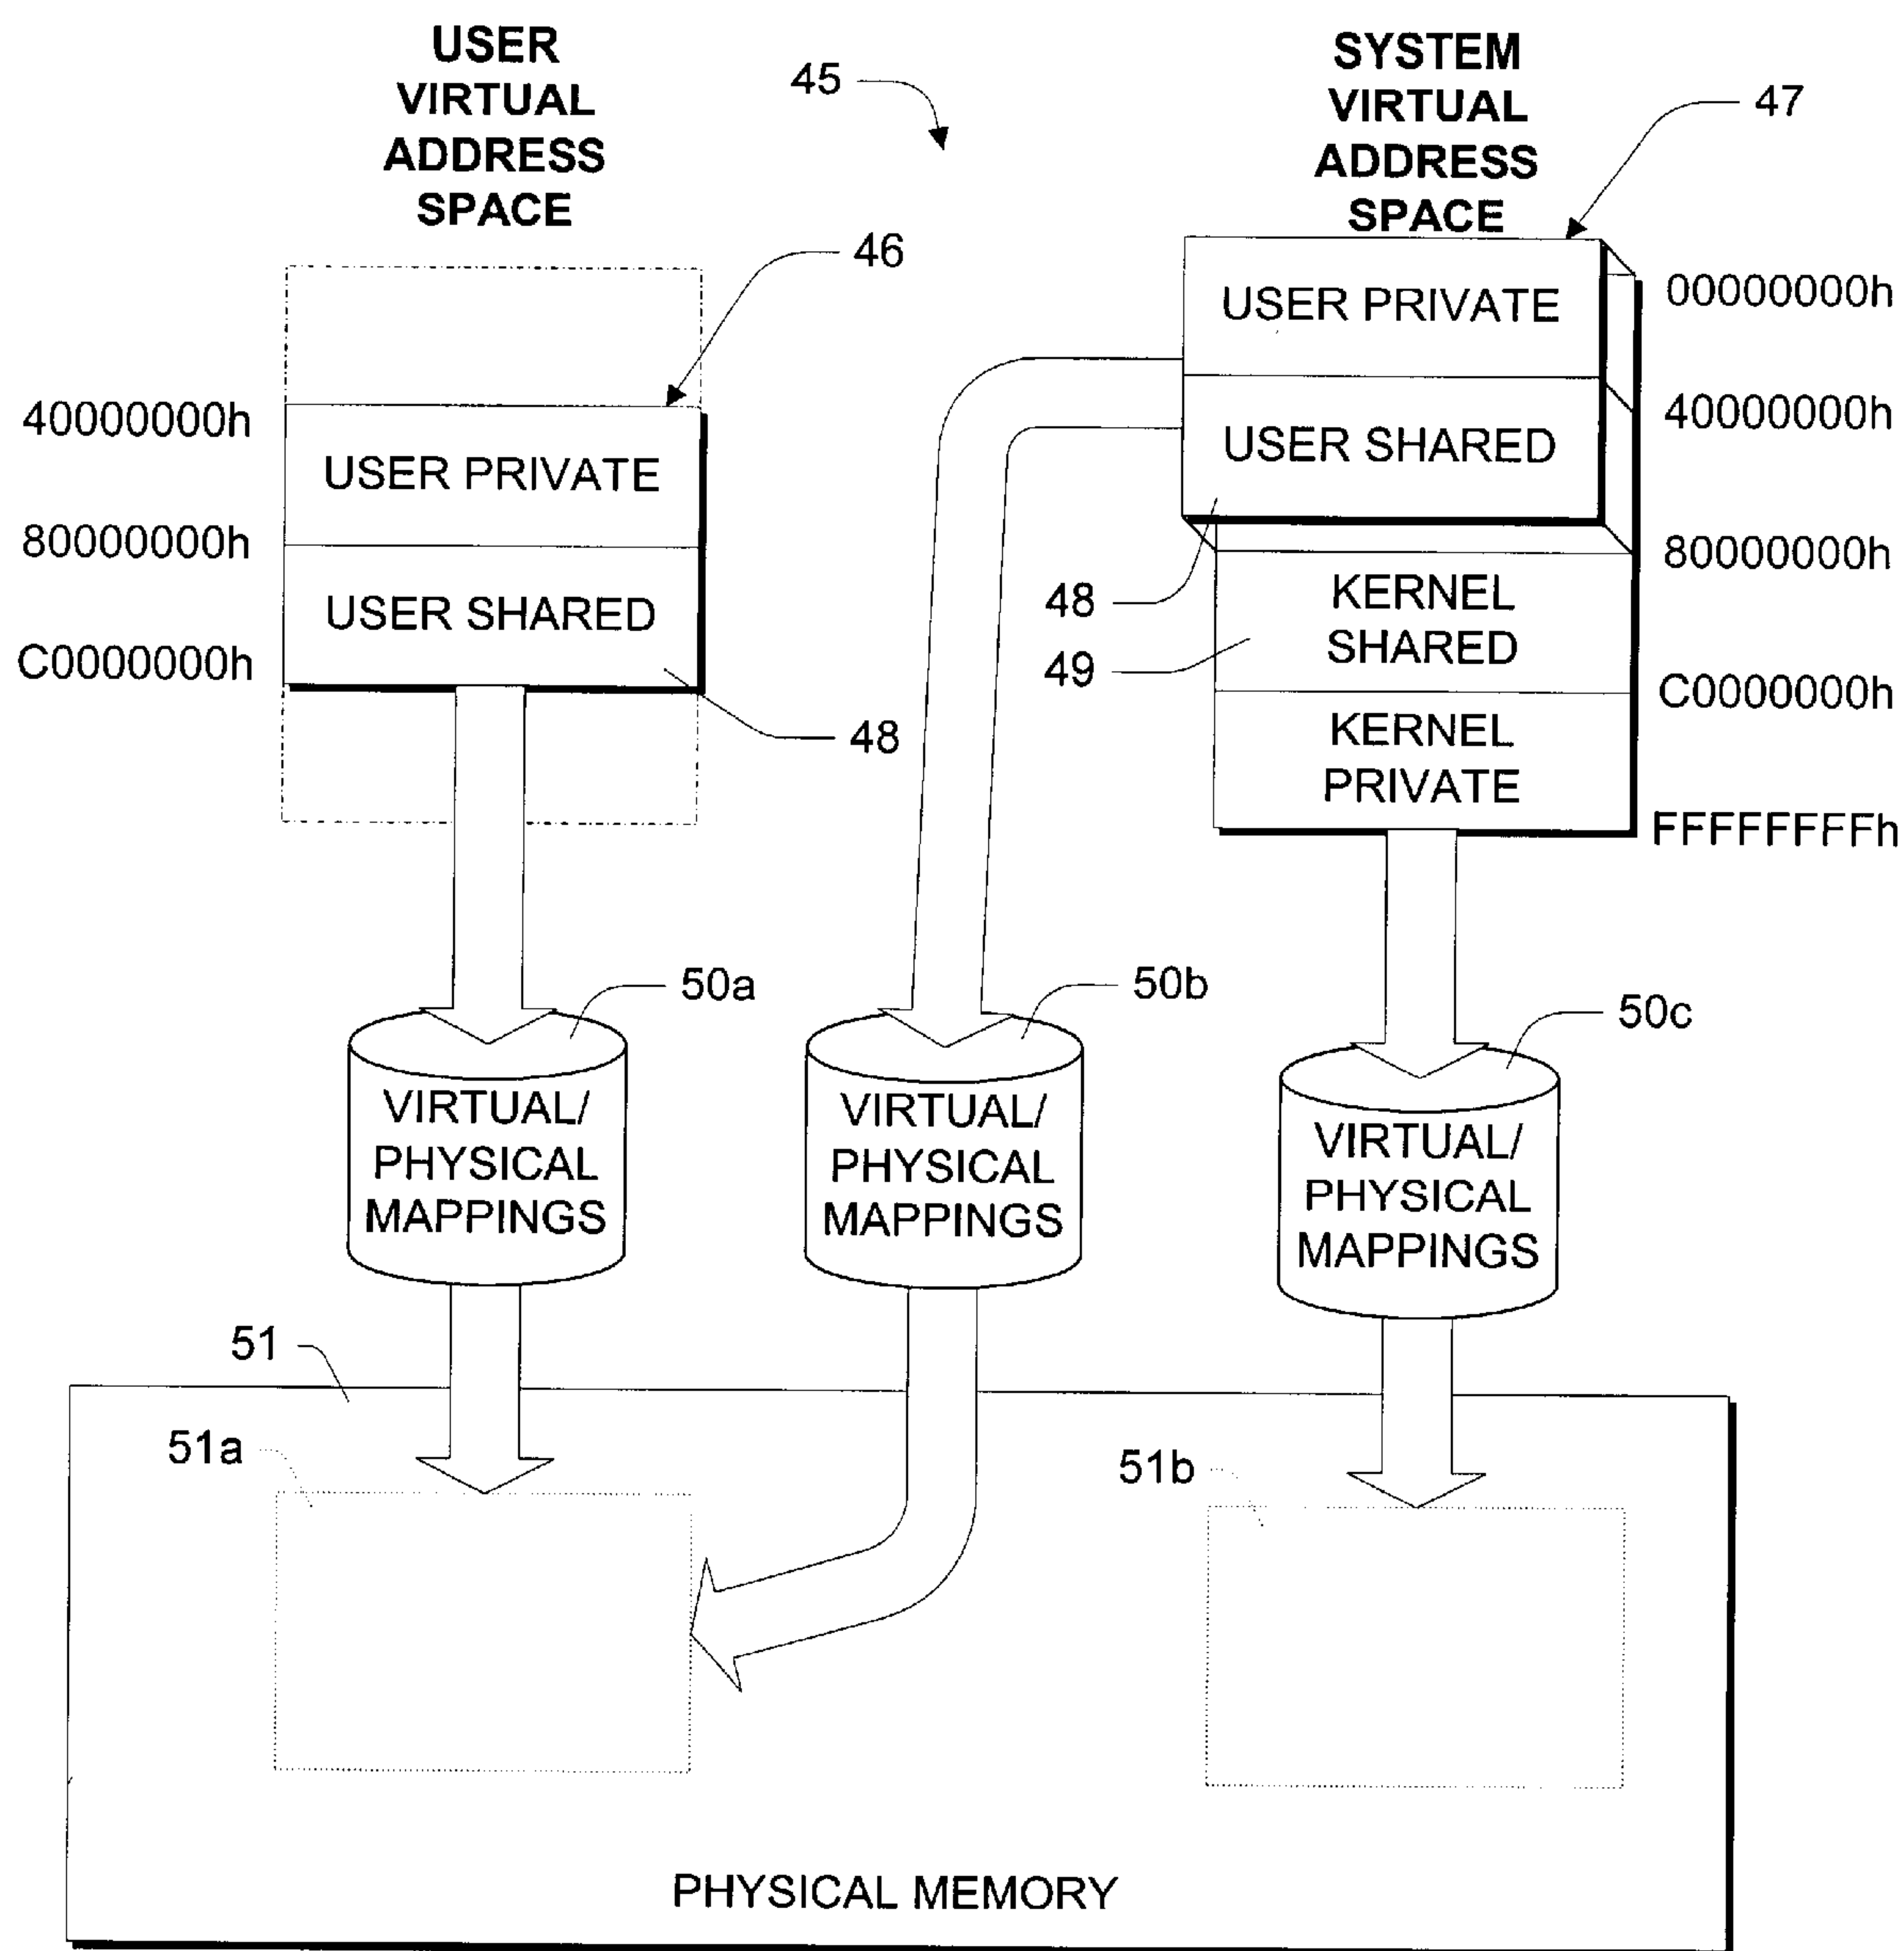 USER
VIRTUAL
ADDRESS
SPACE
45
SYSTEM
VIRTUAL
ADDRESS
SPACE
47
46
40000000h
USER PRIVATE
80000000h
USER SHARED
C0000000h
48
USER PRIVATE
00000000h
USER SHARED
40000000h
48
80000000h
KERNEL
SHARED
49
C0000000h
KERNEL
PRIVATE
FFFFFFFFh
50a
VIRTUAL/
PHYSICAL
MAPPINGS
50b
VIRTUAL/
PHYSICAL
MAPPINGS
50c
VIRTUAL/
PHYSICAL
MAPPINGS
51
51a
51b
PHYSICAL MEMORY